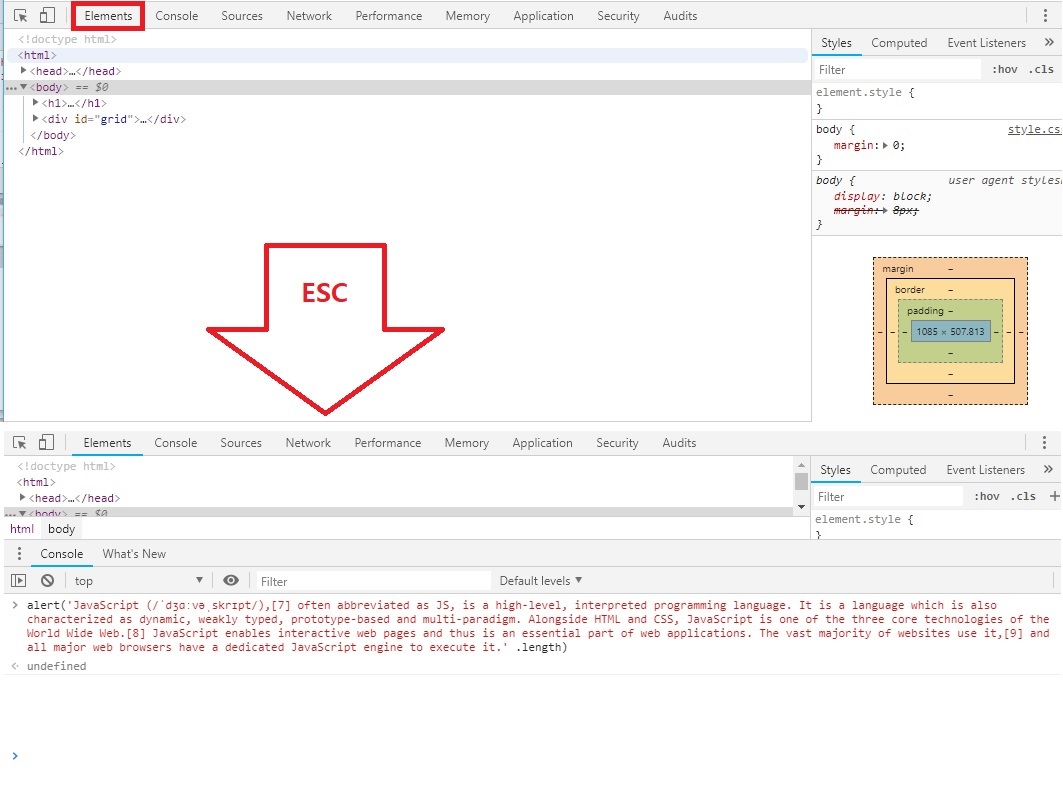 Elements Console Sources Network Performance Memory Application Security Audits
<!doctype html>
<html>
<head>…</head>
<body> == $0
<h1>…</h1>
<div id="grid">…</div>
</body>
</html>
Styles Computed Event Listeners »
Filter :hov .cls
element.style {
}
body { style.cs
margin: 0;
}
body { user agent styles
display: block;
margin: 8px;
}
margin –
border –
padding –
– – – 1085 × 507.813 – – –
–
–
–
ESC
Elements Console Sources Network Performance Memory Application Security Audits
<!doctype html>
<html>
<head>…</head>
<body> == $0
html body
Styles Computed Event Listeners »
Filter :hov .cls +
element.style {
}
Console What's New
top Filter Default levels
> alert('JavaScript (/ˈdʒɑːvəˌskrɪpt/),[7] often abbreviated as JS, is a high-level, interpreted programming language. It is a language which is also
characterized as dynamic, weakly typed, prototype-based and multi-paradigm. Alongside HTML and CSS, JavaScript is one of the three core technologies of the
World Wide Web.[8] JavaScript enables interactive web pages and thus is an essential part of web applications. The vast majority of websites use it,[9] and
all major web browsers have a dedicated JavaScript engine to execute it.' .length)
undefined
>